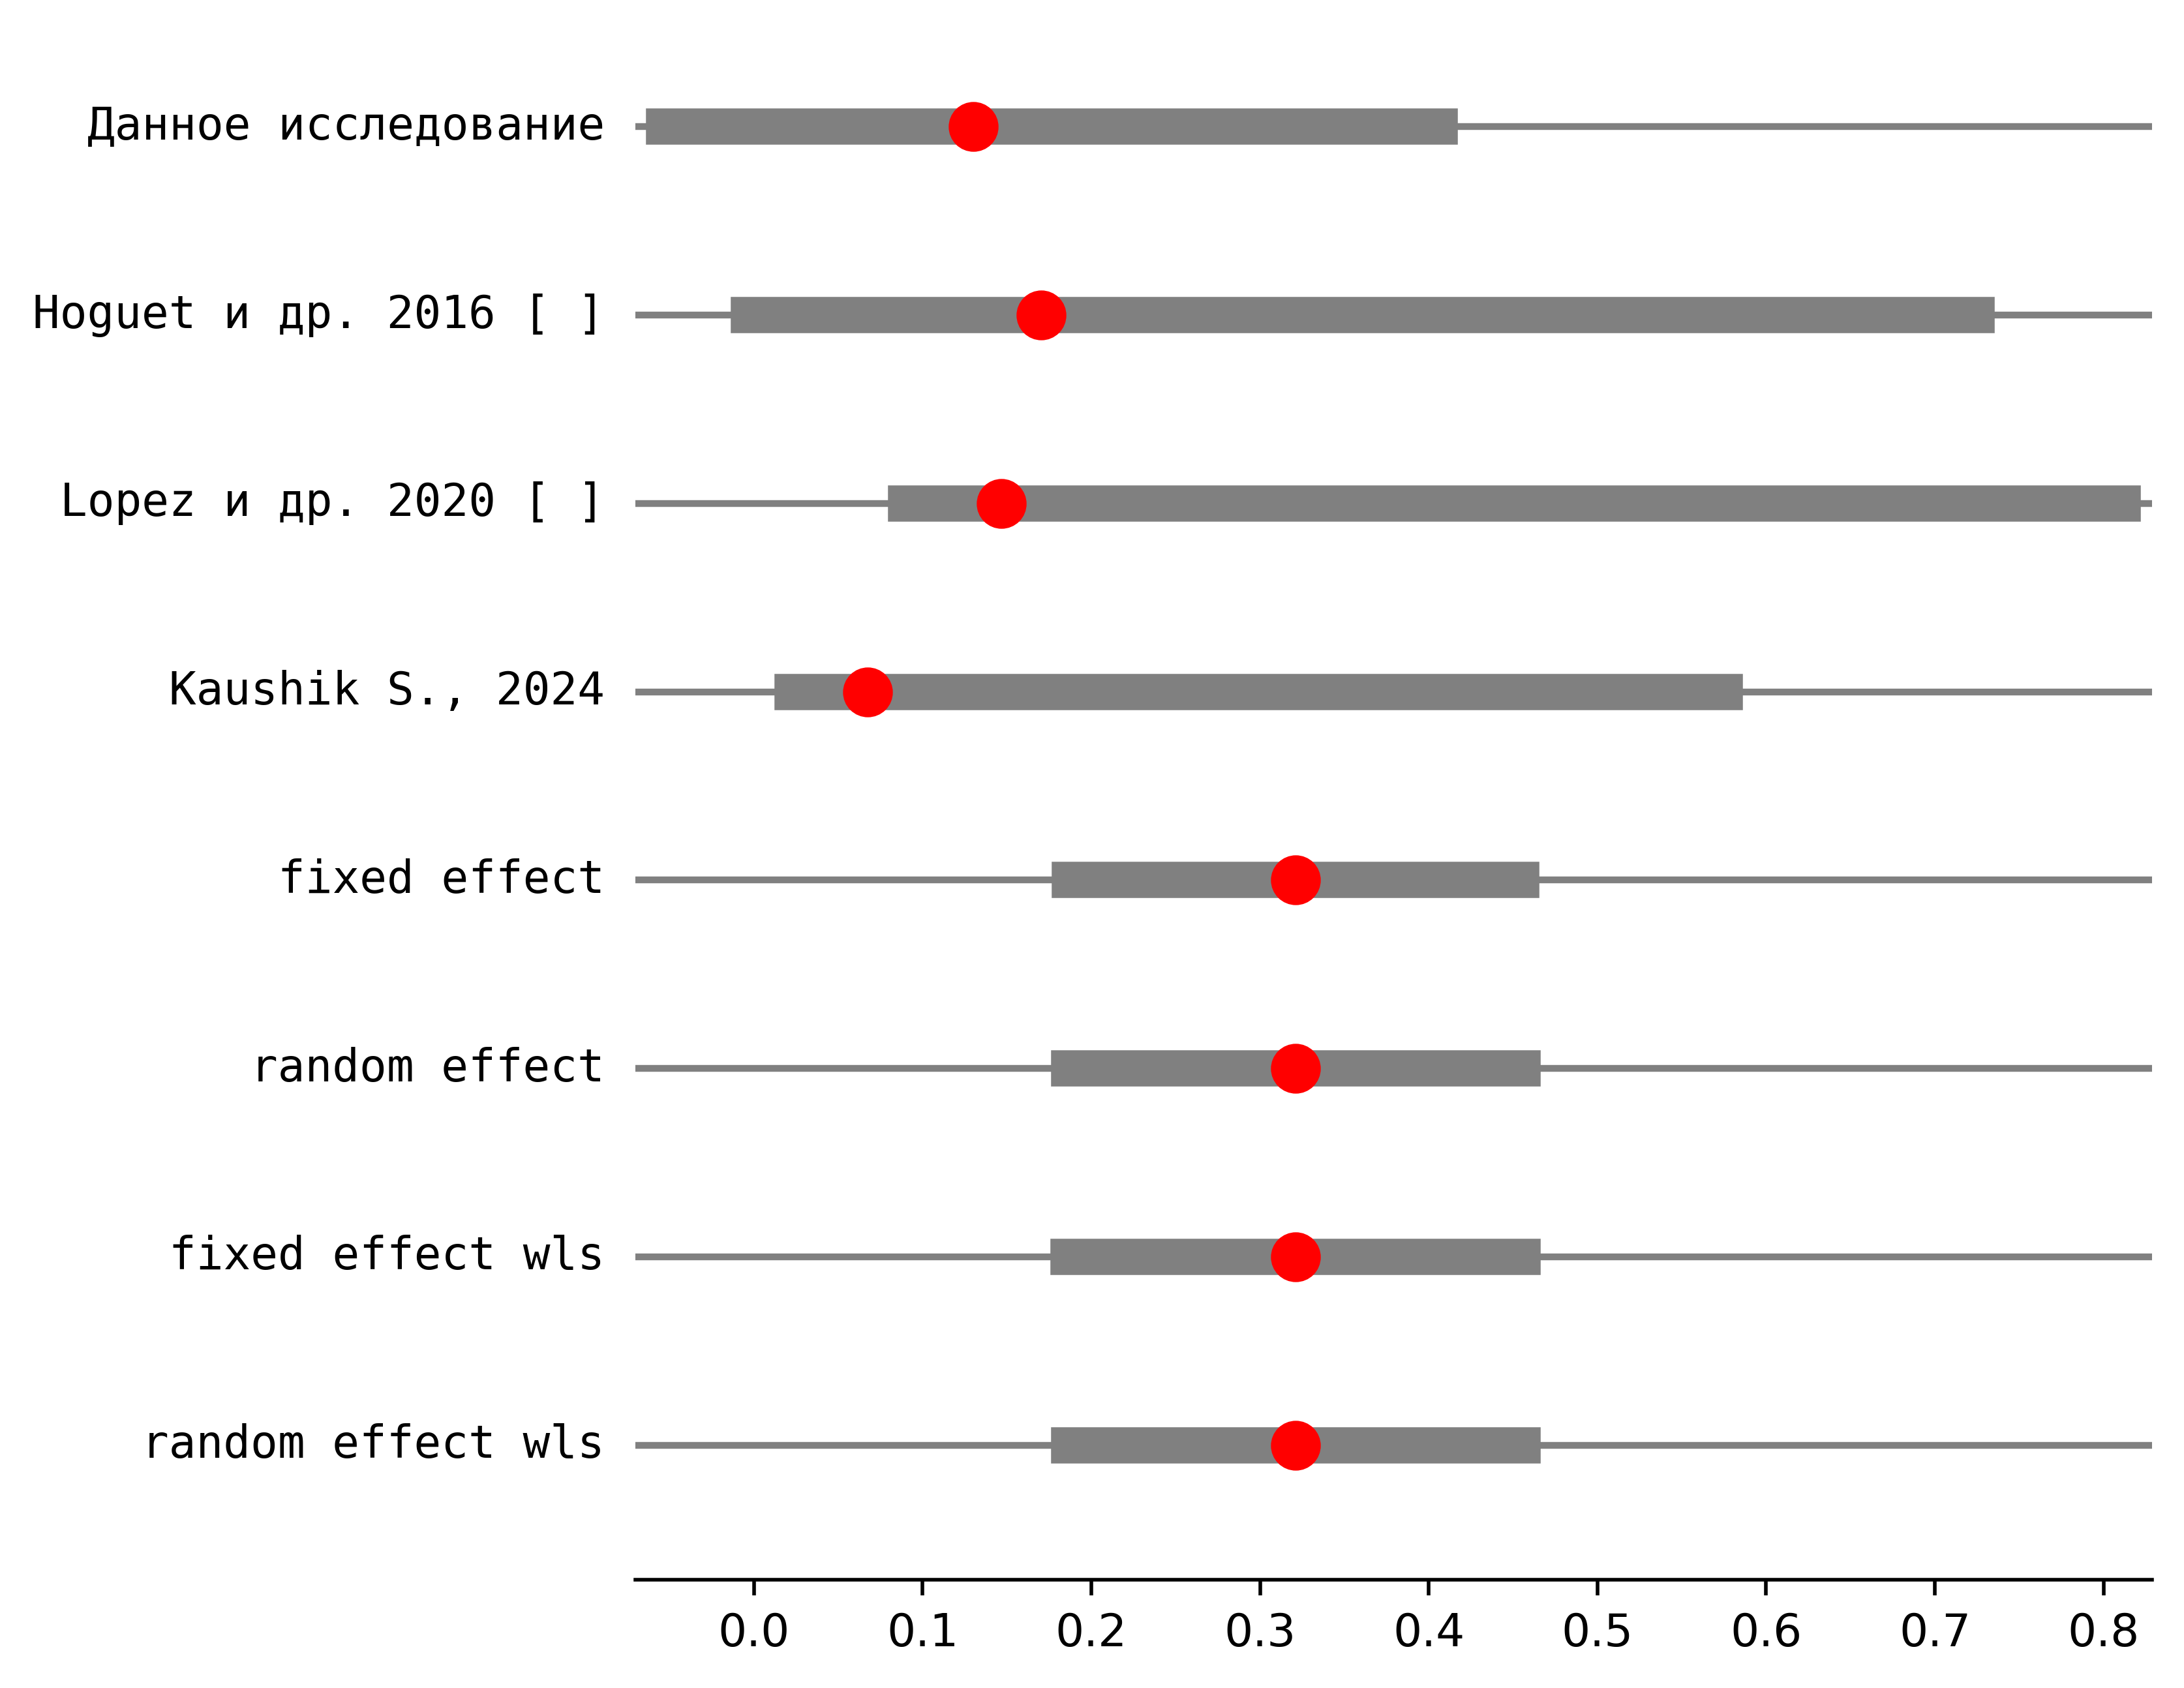 Данное исследование
Hoguet и др. 2016 [ ]
Lopez и др. 2020 [ ]
Kaushik S., 2024
fixed effect
random effect
fixed effect wls
random effect wls
0.0 0.1 0.2 0.3 0.4 0.5 0.6 0.7 0.8